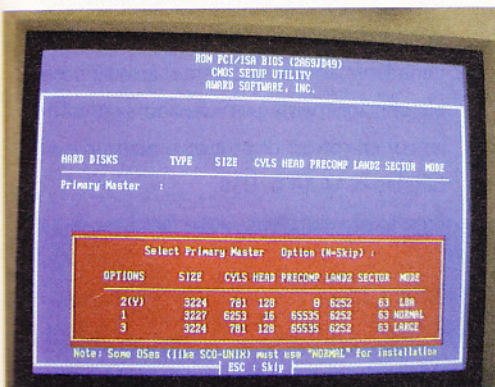 ROM PCI/ISA BIOS (2A69JD49)
CMOS SETUP UTILITY
AWARD SOFTWARE, INC.
HARD DISKS TYPE SIZE CYLS HEAD PRECOMP LANDZ SECTOR MODE
Primary Master :
Select Primary Master Option (N=Skip) :
OPTIONS SIZE CYLS HEAD PRECOMP LANDZ SECTOR MODE
2(Y) 3224 781 128 0 6252 63 LBA
1 3227 6253 16 65535 6252 63 NORMAL
3 3224 781 128 65535 6252 63 LARGE
Note: Some OSes (like SCO-UNIX) must use "NORMAL" for installation
ESC : Skip